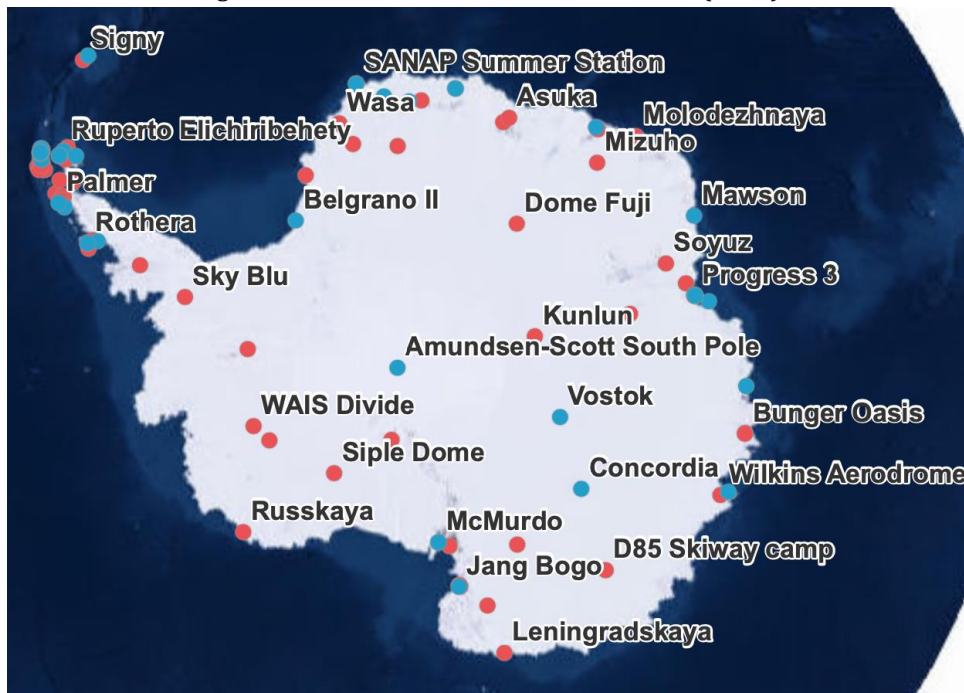 Signy
SANAP Summer Station
Wasa
Asuka
Molodezhnaya
Ruperto Elichiribehety
Mizuho
Palmer
Belgrano II
Dome Fuji
Mawson
Rothera
Soyuz
Sky Blu
Progress 3
Kunlun
Amundsen-Scott South Pole
WAIS Divide
Vostok
Bunger Oasis
Siple Dome
Concordia
Wilkins Aerodrome
Russkaya
McMurdo
D85 Skiway camp
Jang Bogo
Leningradskaya